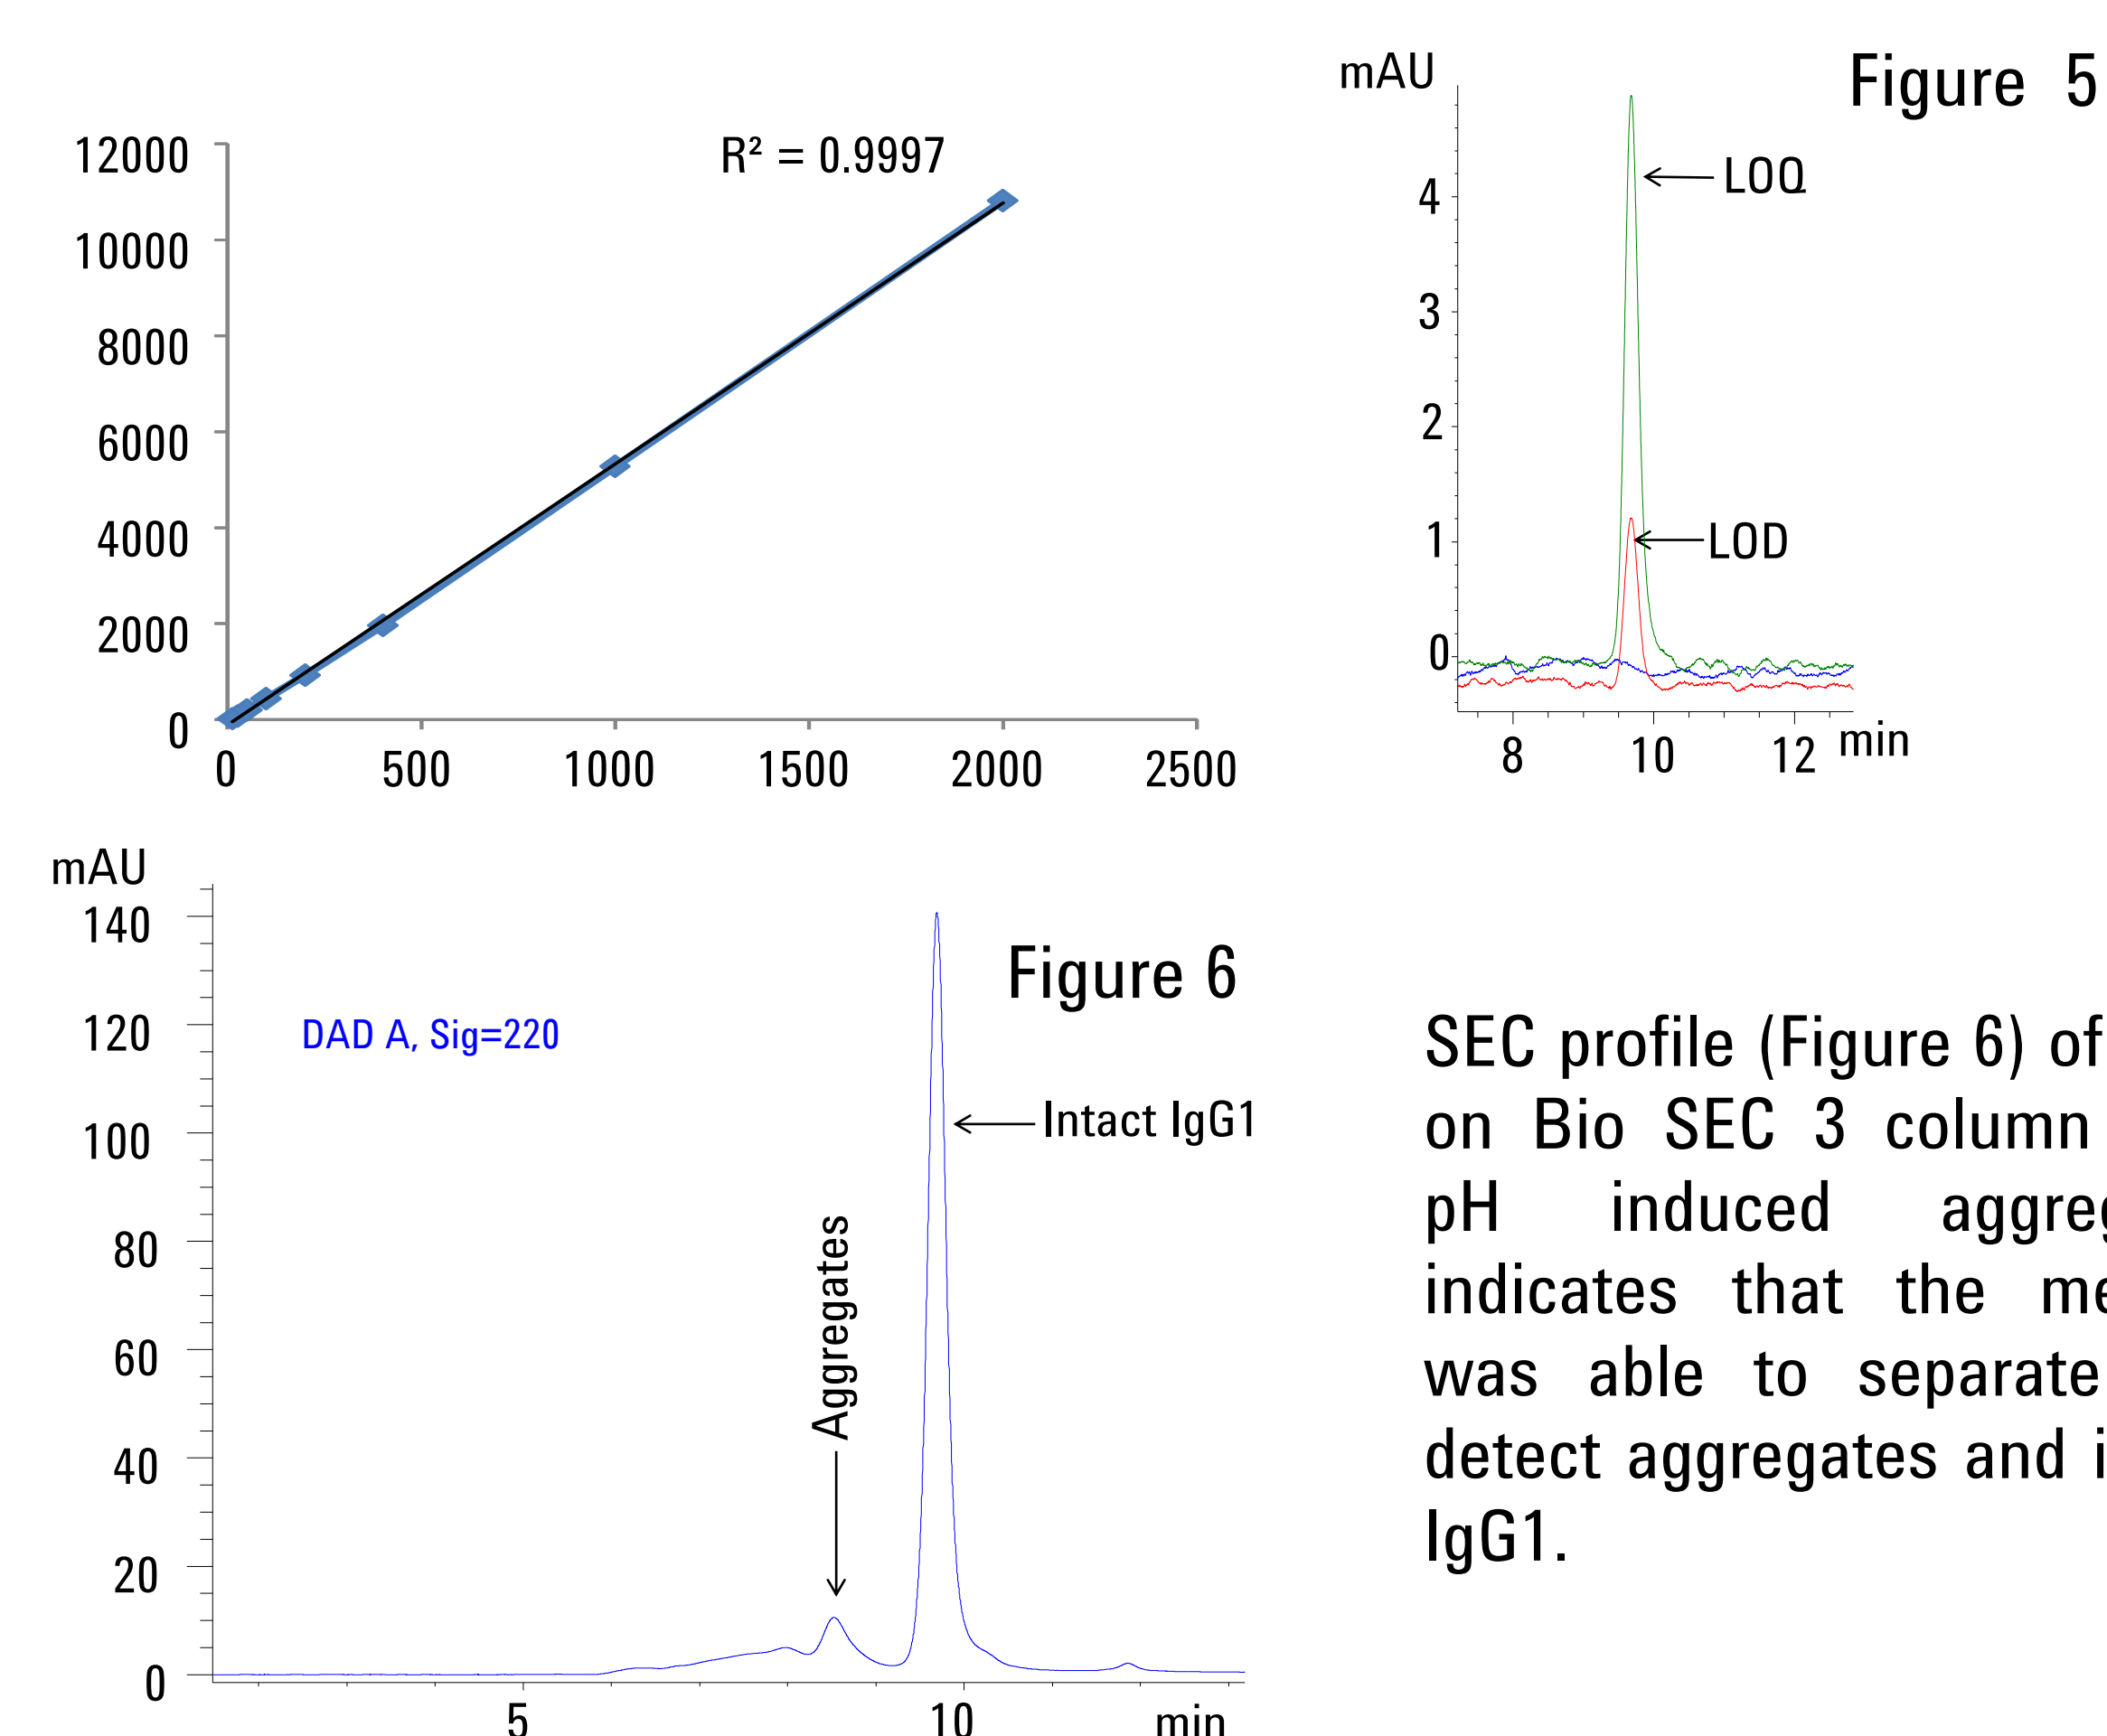 R² = 0.9997
12000
10000
8000
6000
4000
2000
0
0 500 1000 1500 2000 2500
Figure 5
mAU
4
3
2
1
0
LOQ
LOD
8 10 12 min
mAU
140
120
100
80
60
40
20
0
Figure 6
DAD A, Sig=220
Intact IgG1
Aggregates
5 10 min
SEC profile (Figure 6) of
on Bio SEC 3 column
pH induced
indicates that the
was able to separate
detect aggregates and
IgG1.